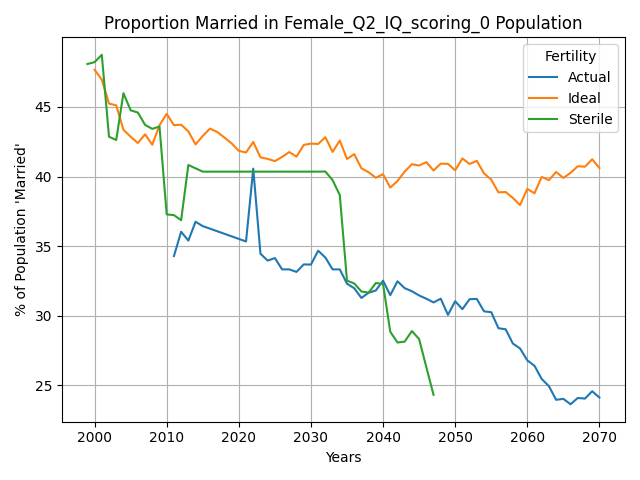 Proportion Married in Female_Q2_IQ_scoring_0 Population
Fertility
Actual
Ideal
Sterile
% of Population 'Married'
45
40
35
30
25
2000 2010 2020 2030 2040 2050 2060 2070
Years